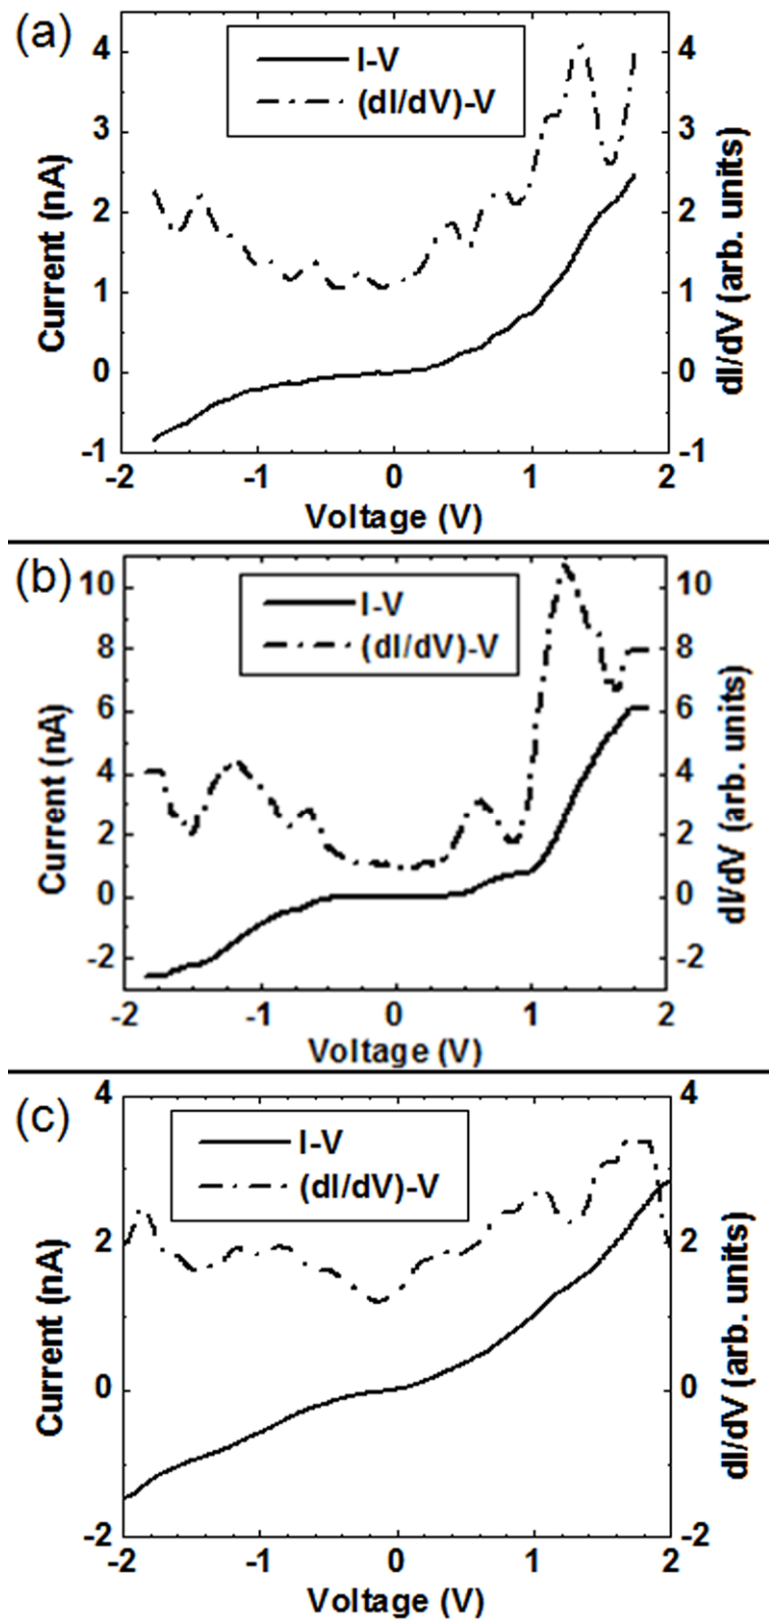 (a)
I-V
(dI/dV)-V
4
3
2
1
0
-1
Current (nA)
4
3
2
1
0
-1
dI/dV (arb. units)
-2 -1 0 1 2
Voltage (V)
(b)
I-V
(dI/dV)-V
10
8
6
4
2
0
-2
Current (nA)
10
8
6
4
2
0
-2
dI/dV (arb. units)
-2 -1 0 1 2
Voltage (V)
(c)
I-V
(dI/dV)-V
4
2
0
-2
Current (nA)
4
2
0
-2
dI/dV (arb. units)
-2 -1 0 1 2
Voltage (V)